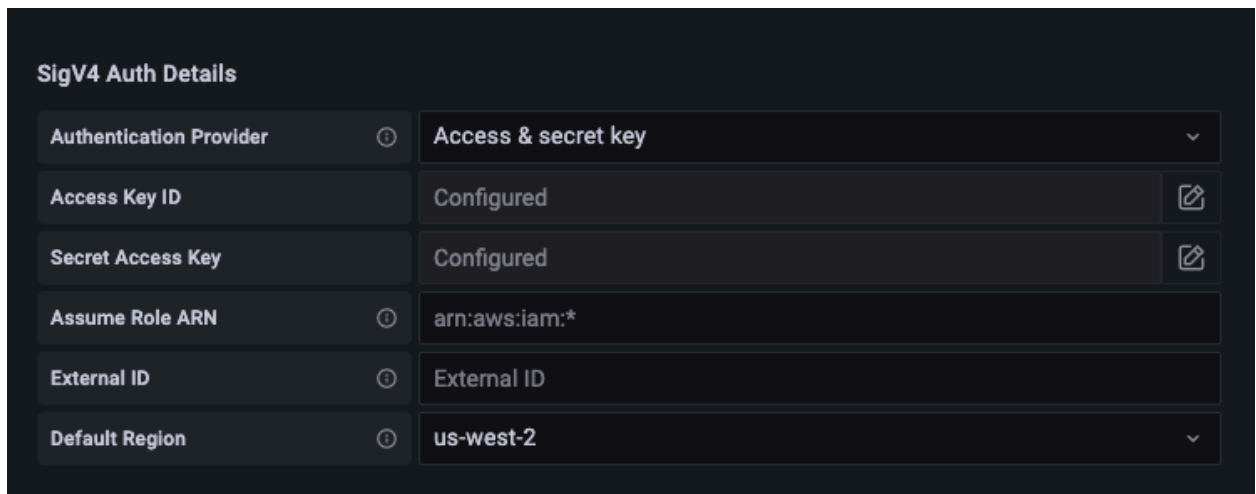 SigV4 Auth Details
Authentication Provider Access & secret key
Access Key ID Configured
Secret Access Key Configured
Assume Role ARN arn:aws:iam:*
External ID External ID
Default Region us-west-2